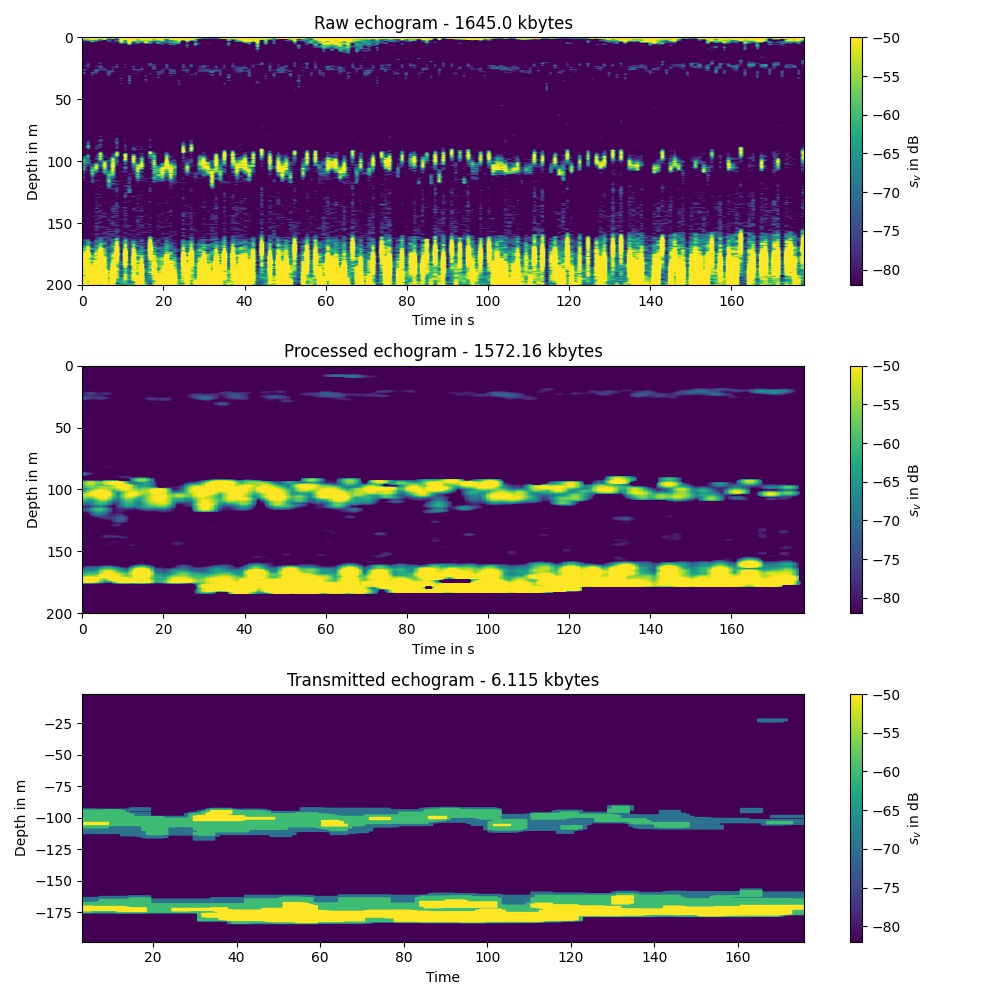 Raw echogram - 1645.0 kbytes
0
50
100
150
200
Depth in m
0 20 40 60 80 100 120 140 160
Time in s
−50
−55
−60
−65
−70
−75
−80
sv in dB
Processed echogram - 1572.16 kbytes
0
50
100
150
200
Depth in m
0 20 40 60 80 100 120 140 160
Time in s
−50
−55
−60
−65
−70
−75
−80
sv in dB
Transmitted echogram - 6.115 kbytes
−25
−50
−75
−100
−125
−150
−175
Depth in m
20 40 60 80 100 120 140 160
Time
−50
−55
−60
−65
−70
−75
−80
sv in dB